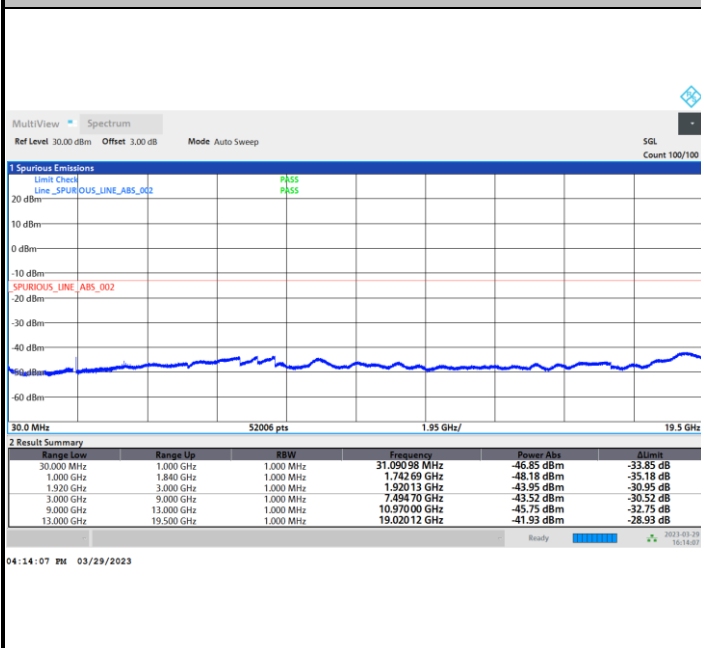 MultiView Spectrum
Ref Level 30.00 dBm Offset 3.00 dB Mode Auto Sweep SGL
Count 100/100
1 Spurious Emissions
Limit Check PASS
Line _SPURIOUS_LINE_ABS_002 PASS
20 dBm
10 dBm
0 dBm
-10 dBm
_SPURIOUS_LINE_ABS_002
-20 dBm
-30 dBm
-40 dBm
-50 dBm
-60 dBm
30.0 MHz 52006 pts 1.95 GHz/ 19.5 GHz
2 Result Summary
Range Low Range Up RBW Frequency Power Abs ΔLimit
30.000 MHz 1.000 GHz 1.000 MHz 31.09098 MHz -46.85 dBm -33.85 dB
1.000 GHz 1.840 GHz 1.000 MHz 1.74269 GHz -48.18 dBm -35.18 dB
1.920 GHz 3.000 GHz 1.000 MHz 1.92013 GHz -43.95 dBm -30.95 dB
3.000 GHz 9.000 GHz 1.000 MHz 7.49470 GHz -43.52 dBm -30.52 dB
9.000 GHz 13.000 GHz 1.000 MHz 10.97000 GHz -45.75 dBm -32.75 dB
13.000 GHz 19.500 GHz 1.000 MHz 19.02012 GHz -41.93 dBm -28.93 dB
Ready 2023-03-29
16:14:07
04:14:07 PM 03/29/2023